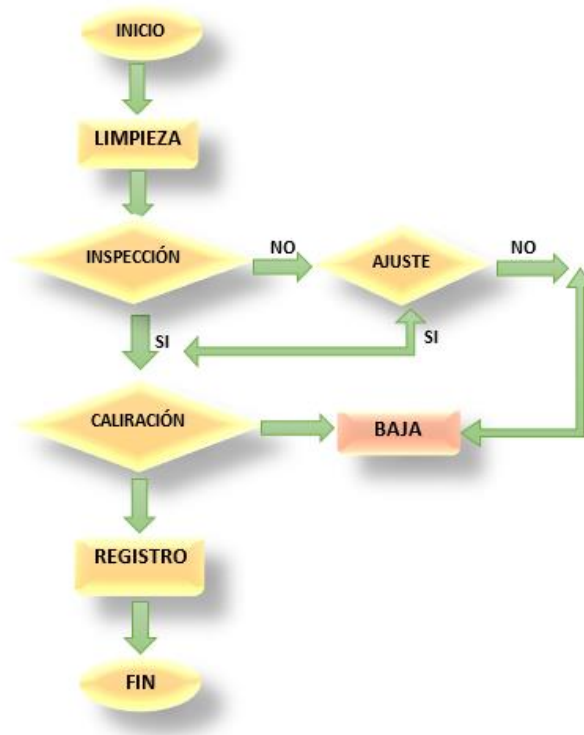 INICIO
LIMPIEZA
INSPECCIÓN
NO
AJUSTE
NO
SI
SI
CALIRACIÓN
BAJA
REGISTRO
FIN